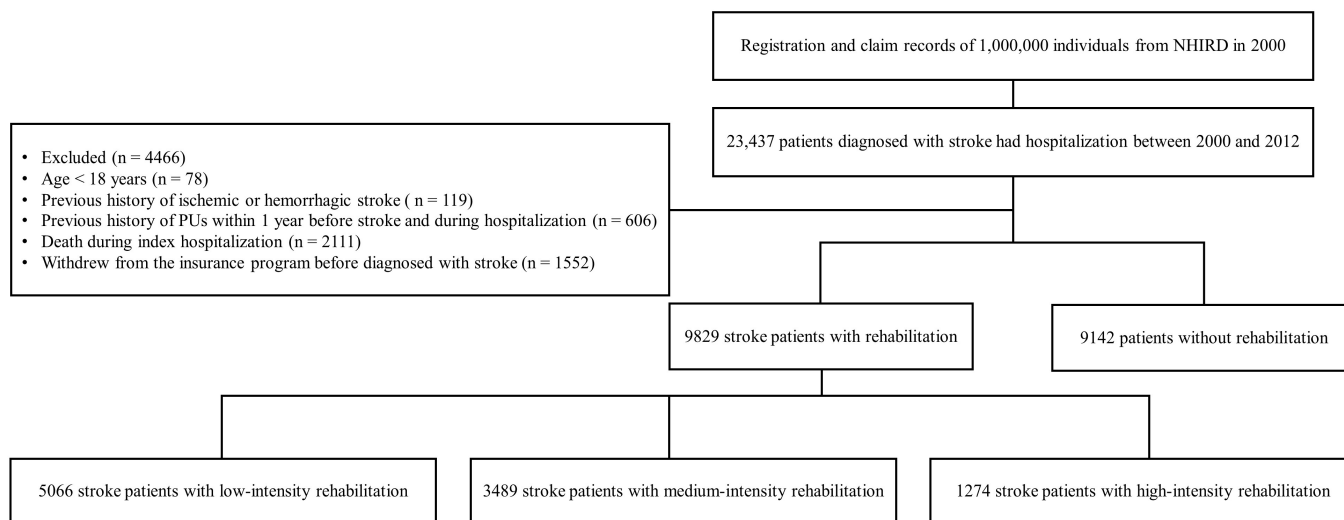 Registration and claim records of 1,000,000 individuals from NHIRD in 2000
23,437 patients diagnosed with stroke had hospitalization between 2000 and 2012
• Excluded (n = 4466)
• Age < 18 years (n = 78)
• Previous history of ischemic or hemorrhagic stroke ( n = 119)
• Previous history of PUs within 1 year before stroke and during hospitalization (n = 606)
• Death during index hospitalization (n = 2111)
• Withdrew from the insurance program before diagnosed with stroke (n = 1552)
9829 stroke patients with rehabilitation
9142 patients without rehabilitation
5066 stroke patients with low-intensity rehabilitation
3489 stroke patients with medium-intensity rehabilitation
1274 stroke patients with high-intensity rehabilitation